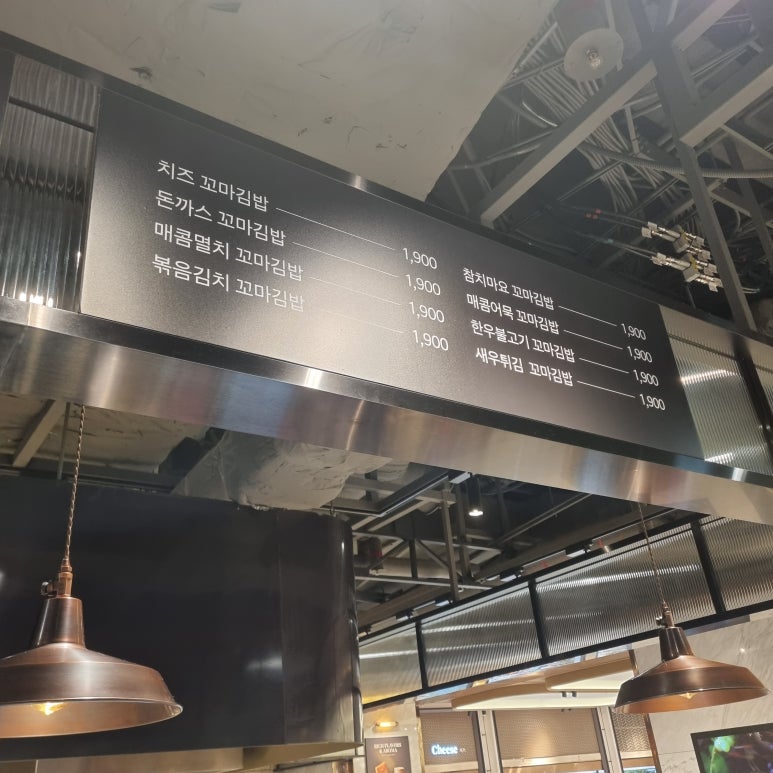 치즈 꼬마김밥 1,900
돈까스 꼬마김밥 1,900
매콤멸치 꼬마김밥 1,900
볶음김치 꼬마김밥 1,900
참치마요 꼬마김밥 1,900
매콤어묵 꼬마김밥 1,900
한우불고기 꼬마김밥 1,900
새우튀김 꼬마김밥 1,900
RICH FLAVORS
& AROMA
Cheese